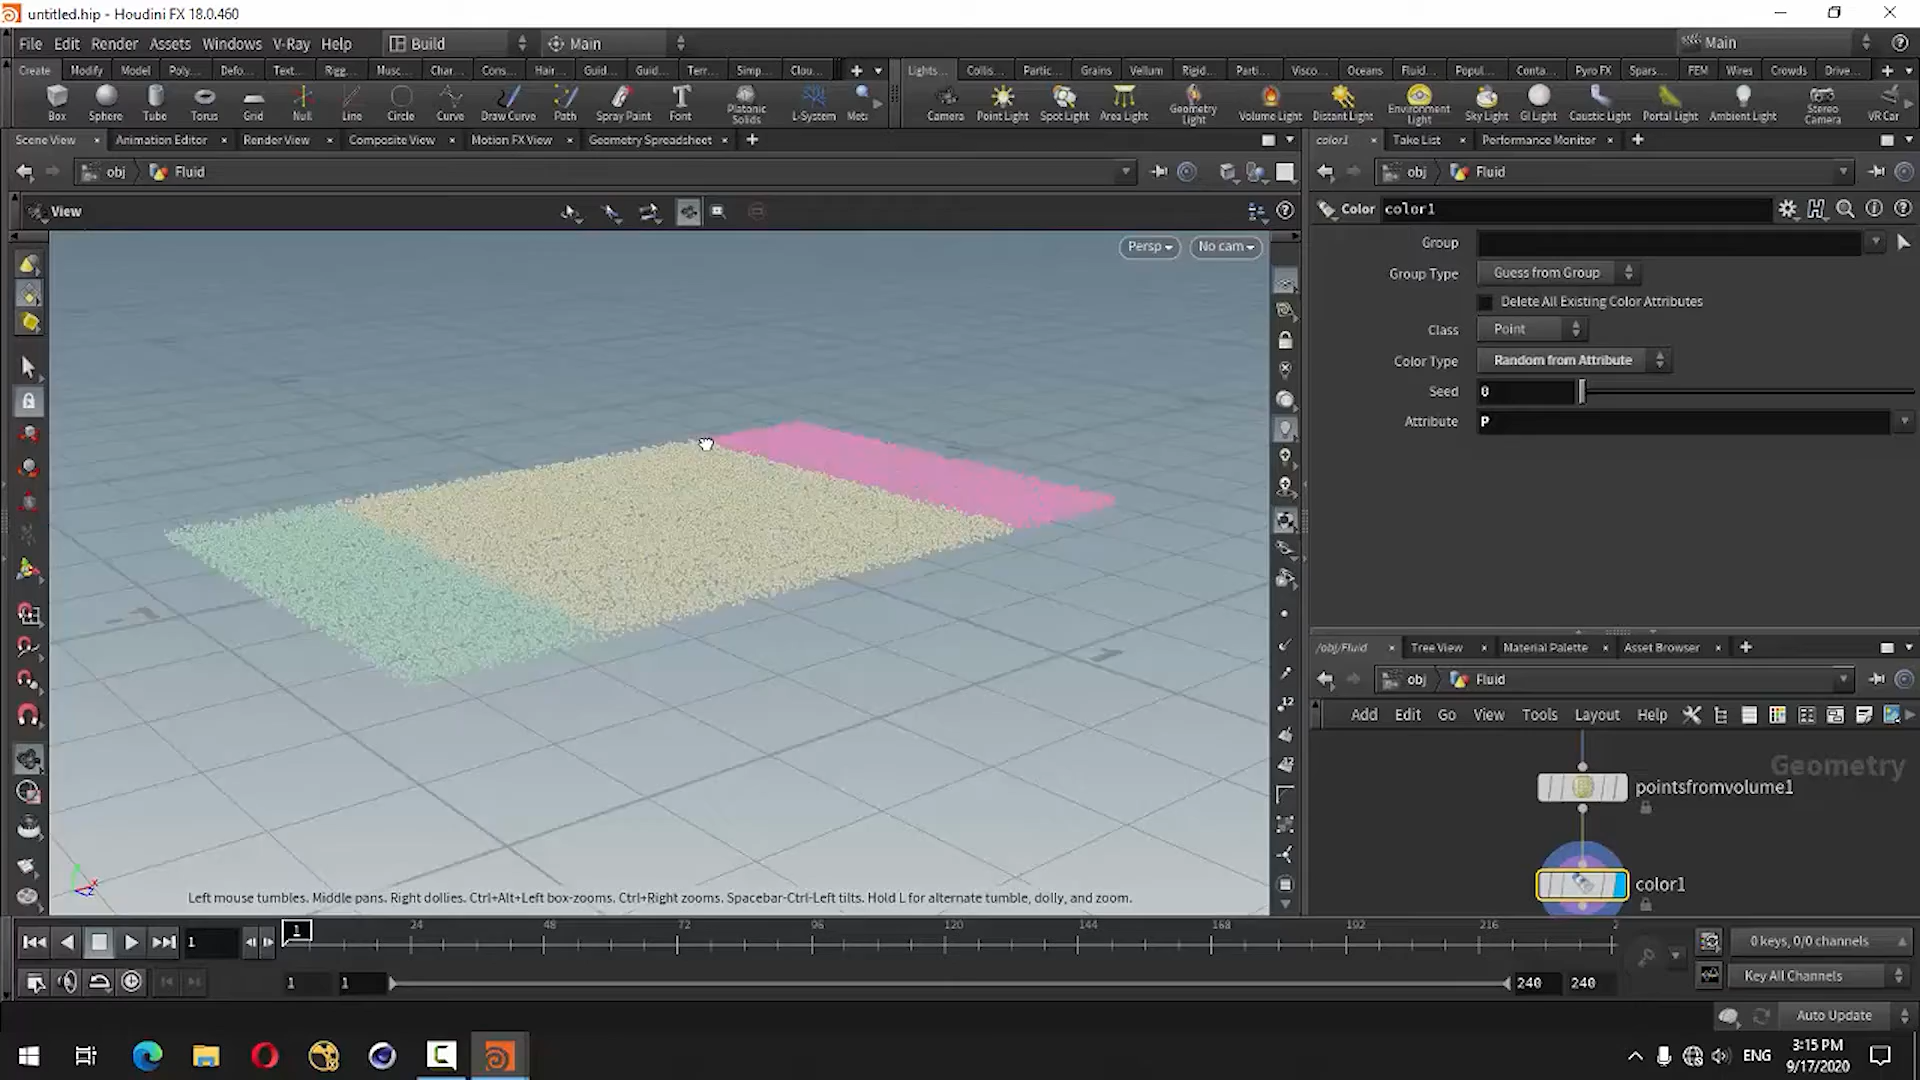 untitled.hip - Houdini FX 18.0.460
File Edit Render Assets Windows V-Ray Help Build Main Main
Create Modify Model Poly... Defo... Text... Rigg... Musc... Char... Cons... Hair... Guid... Guid... Terr... Simp... Clou... Lights... Collis... Partic... Grains Vellum Rigid... Parti... Visco... Oceans Fluid... Popul... Conta... Pyro FX Spars... FEM Wires Crowds Drive...
Box Sphere Tube Torus Grid Null Line Circle Curve Draw Curve Path Spray Paint Font Platonic Solids L-System Meta Camera Point Light Spot Light Area Light Geometry Light Volume Light Distant Light Environment Light Sky Light GI Light Caustic Light Portal Light Ambient Light Stereo Camera VR Car
Scene View Animation Editor Render View Composite View Motion FX View Geometry Spreadsheet color1 Take List Performance Monitor
obj Fluid obj Fluid
View
Color color1
Persp No cam
Group
Group Type Guess from Group
Delete All Existing Color Attributes
Class Point
Color Type Random from Attribute
Seed 0
Attribute P
/obj/Fluid Tree View Material Palette Asset Browser
obj Fluid
Add Edit Go View Tools Layout Help
Geometry
pointsfromvolume1
color1
Left mouse tumbles. Middle pans. Right dollies. Ctrl+Alt+Left box-zooms. Ctrl+Right zooms. Spacebar-Ctrl-Left tilts. Hold L for alternate tumble, dolly, and zoom.
1 1 24 48 72 96 120 144 168 192 216 2
0 keys, 0/0 channels
1 1 240 240 Key All Channels
Auto Update
ENG 3:15 PM
9/17/2020